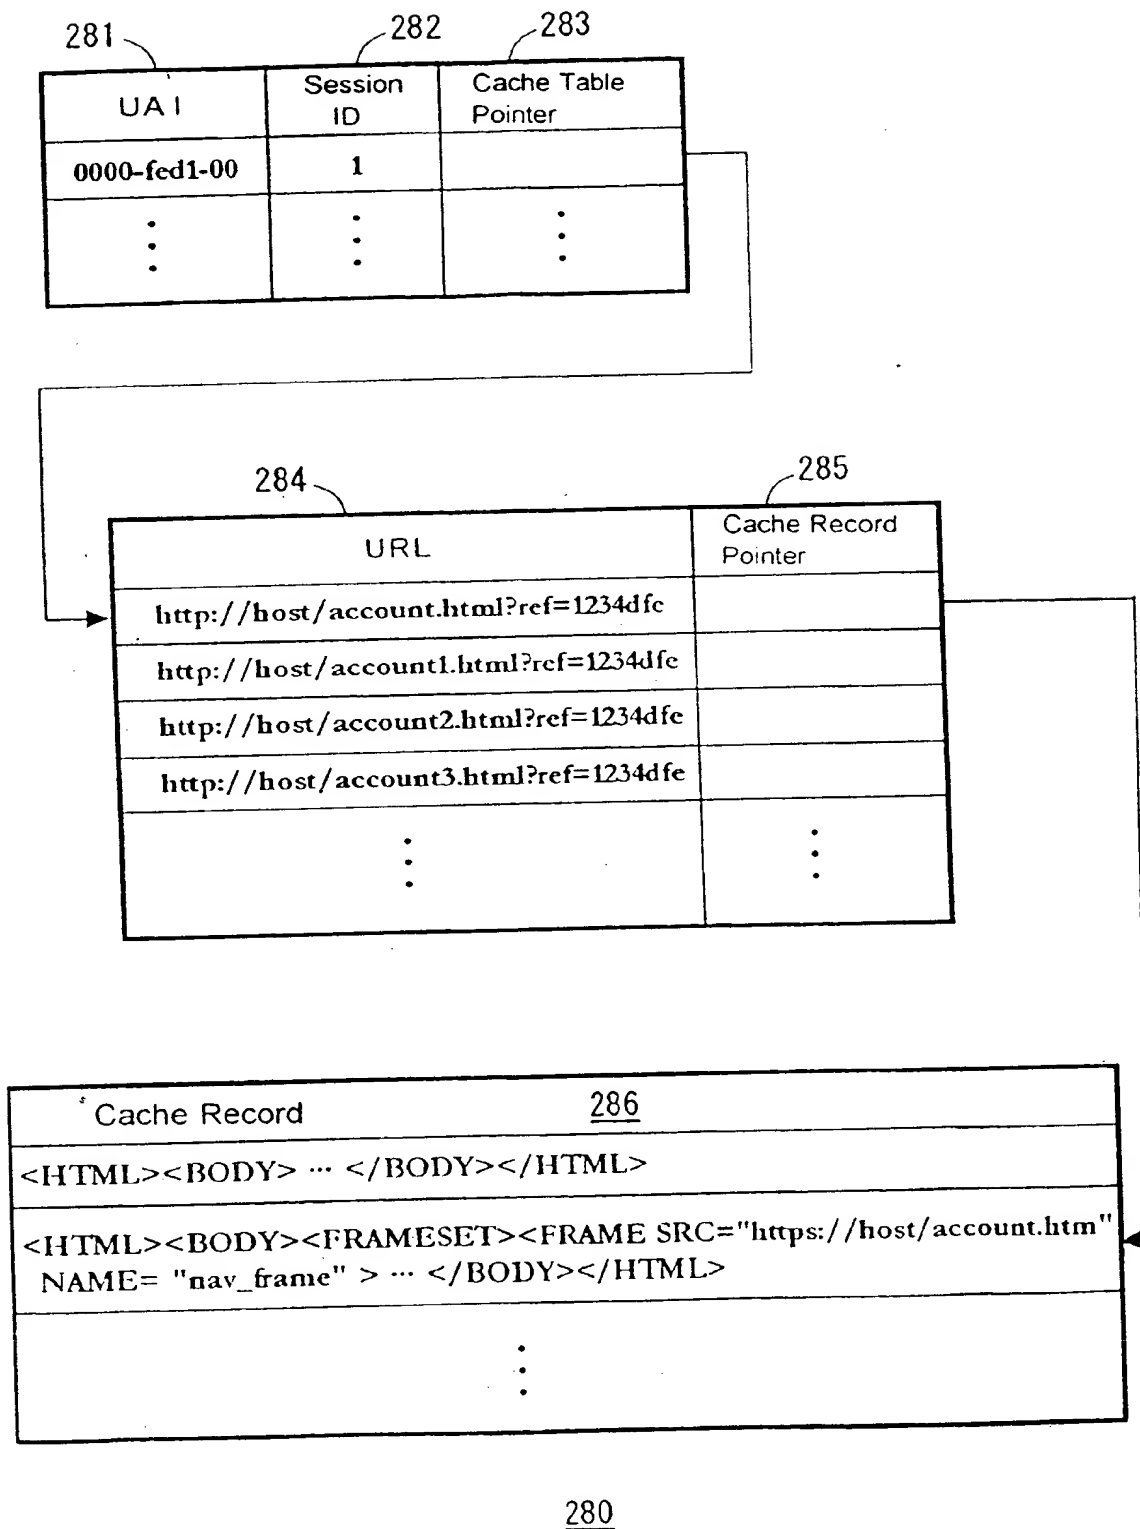 281 282 283
UAI Session ID Cache Table Pointer
0000-fed1-00 1
284 285
URL Cache Record Pointer
http://host/account.html?ref=1234dfe
http://host/account1.html?ref=1234dfe
http://host/account2.html?ref=1234dfe
http://host/account3.html?ref=1234dfe
Cache Record 286
<HTML><BODY> ··· </BODY></HTML>
<HTML><BODY><FRAMESET><FRAME SRC="https://host/account.htm"
NAME= "nav_frame" > ··· </BODY></HTML>
280